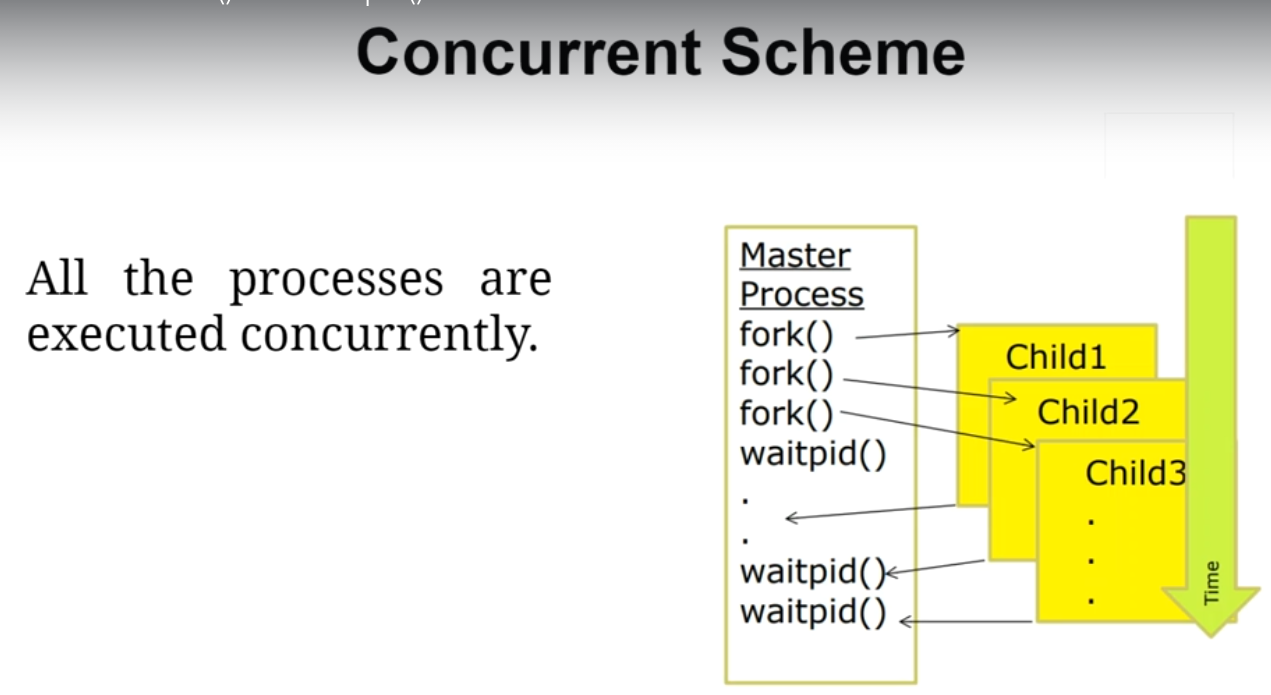 Concurrent Scheme
All the processes are
executed concurrently.
Master
Process
fork()
fork()
fork()
waitpid()
.
.
waitpid()
waitpid()
Child1
Child2
Child3
.
.
.
Time